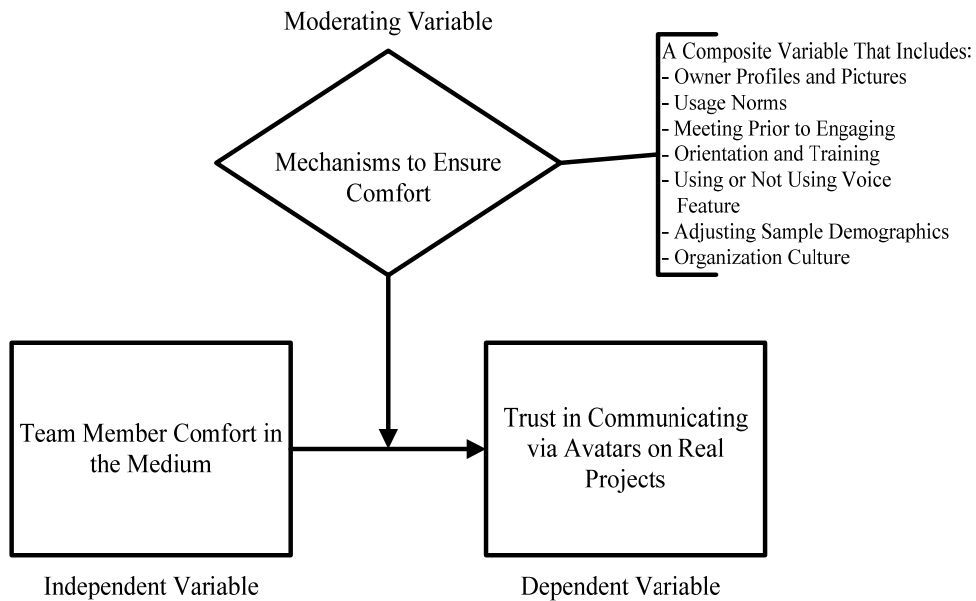 Moderating Variable
Mechanisms to Ensure
Comfort
A Composite Variable That Includes:
- Owner Profiles and Pictures
- Usage Norms
- Meeting Prior to Engaging
- Orientation and Training
- Using or Not Using Voice
Feature
- Adjusting Sample Demographics
- Organization Culture
Team Member Comfort in
the Medium
Independent Variable
Trust in Communicating
via Avatars on Real
Projects
Dependent Variable